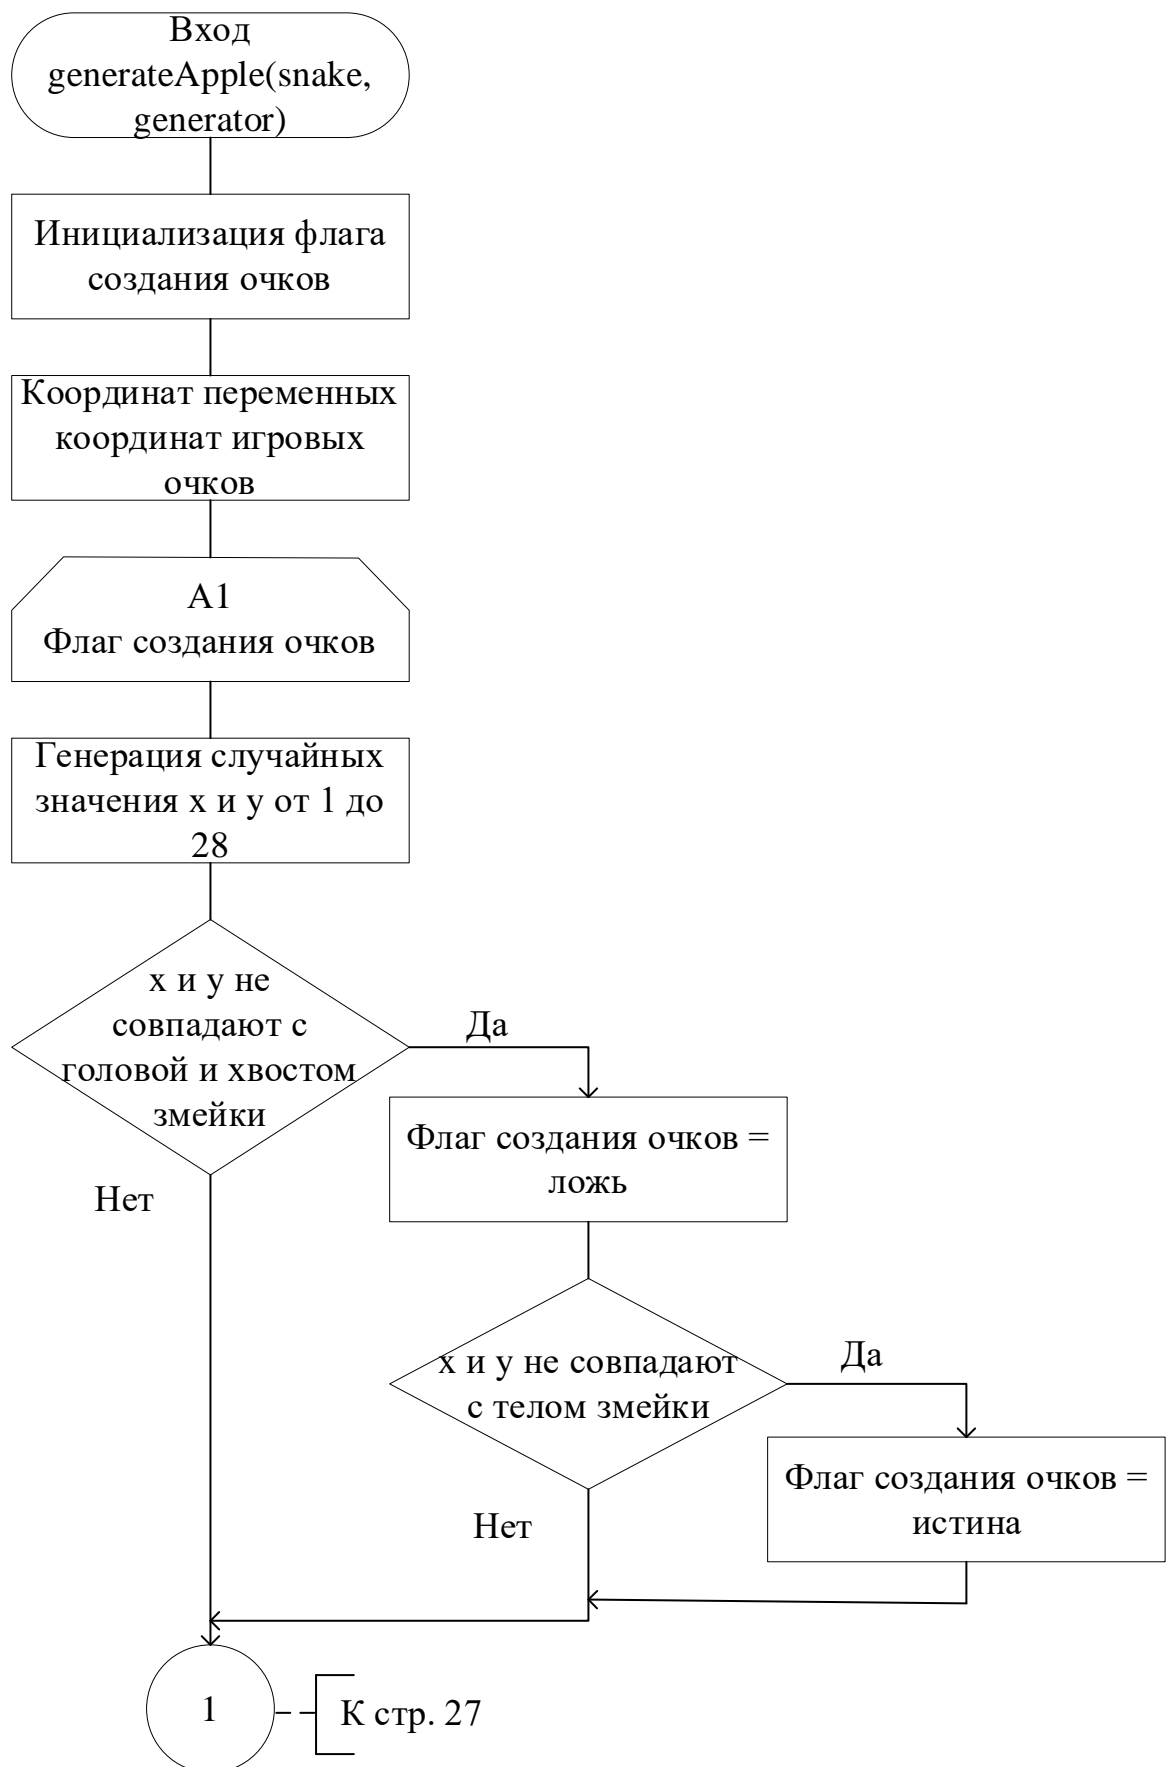 Вход
generateApple(snake,
generator)
Инициализация флага
создания очков
Координат переменных
координат игровых
очков
А1
Флаг создания очков
Генерация случайных
значения x и y от 1 до
28
x и y не
совпадают с
головой и хвостом
змейки
Да
Нет
Флаг создания очков =
ложь
x и y не совпадают
с телом змейки
Да
Нет
Флаг создания очков =
истина
1
К стр. 27